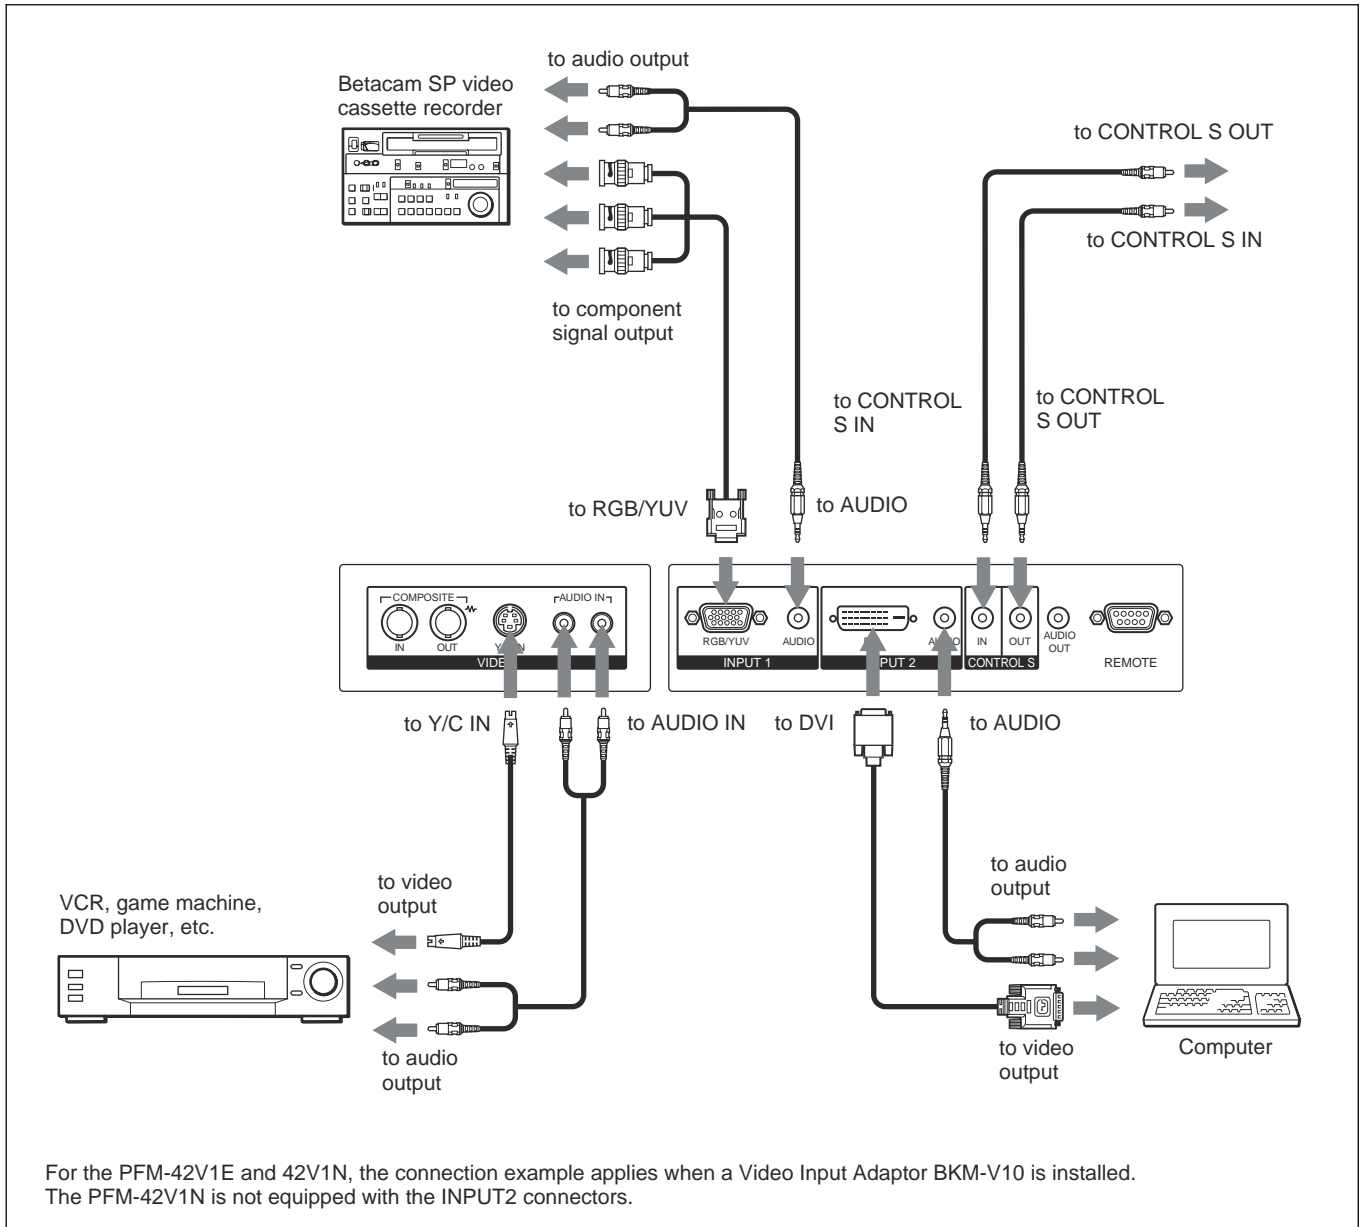 to audio output
Betacam SP video
cassette recorder
to CONTROL S OUT
to CONTROL S IN
to component
signal output
to CONTROL
S IN
to CONTROL
S OUT
to RGB/YUV
to AUDIO
COMPOSITE
AUDIO IN
IN
OUT
RGB/YUV
AUDIO
IN
OUT
AUDIO
OUT
INPUT 1
CONTROL S
REMOTE
to Y/C IN
to AUDIO IN
to DVI
to AUDIO
to video
output
VCR, game machine,
DVD player, etc.
to audio
output
to audio
output
to video
output
Computer
For the PFM-42V1E and 42V1N, the connection example applies when a Video Input Adaptor BKM-V10 is installed.
The PFM-42V1N is not equipped with the INPUT2 connectors.